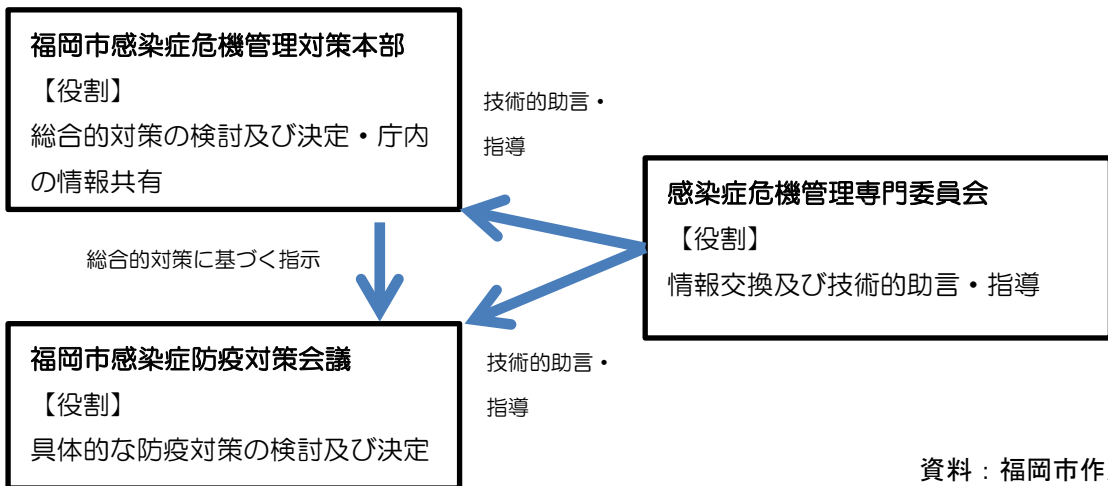 福岡市感染症危機管理対策本部
【役割】
総合的対策の検討及び決定・庁内
の情報共有
技術的助言・
指導
感染症危機管理専門委員会
【役割】
情報交換及び技術的助言・指導
総合的対策に基づく指示
福岡市感染症防疫対策会議
【役割】
具体的な防疫対策の検討及び決定
技術的助言・
指導
資料：福岡市作